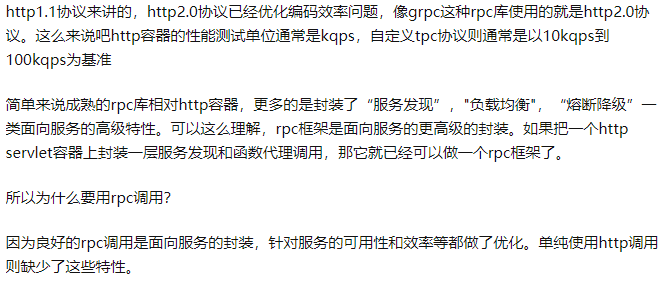 http1.1协议来讲的，http2.0协议已经优化编码效率问题，像grpc这种rpc库使用的就是http2.0协
议。这么来说吧http容器的性能测试单位通常是kqps，自定义tpc协议则通常是以10kqps到
100kqps为基准
简单来说成熟的rpc库相对http容器，更多的是封装了“服务发现”，"负载均衡"，“熔断降级”一
类面向服务的高级特性。可以这么理解，rpc框架是面向服务的更高级的封装。如果把一个http
servlet容器上封装一层服务发现和函数代理调用，那它就已经可以做一个rpc框架了。
所以为什么要用rpc调用？
因为良好的rpc调用是面向服务的封装，针对服务的可用性和效率等都做了优化。单纯使用http调用
则缺少了这些特性。